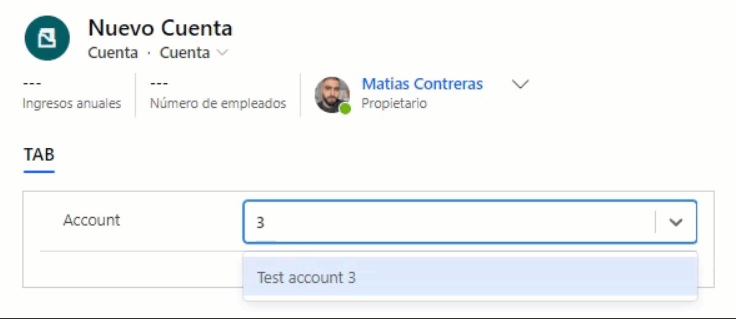 Nuevo Cuenta
Cuenta · Cuenta
---
Ingresos anuales
---
Número de empleados
Matias Contreras
Propietario
TAB
Account
3
Test account 3